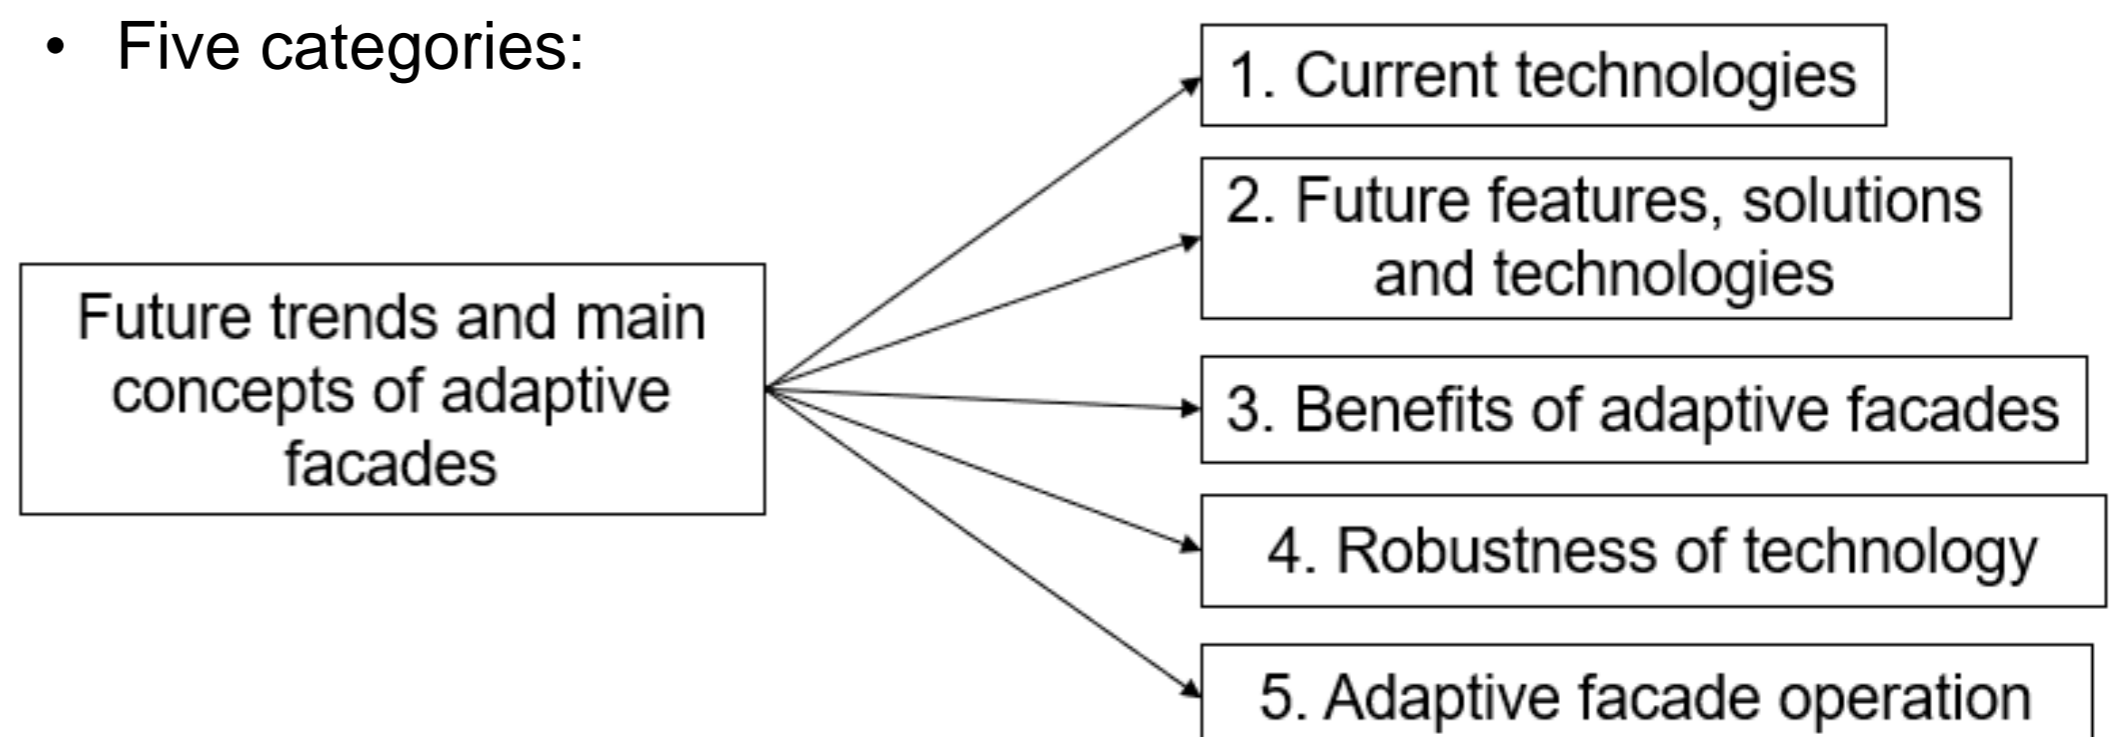 • Five categories:
1. Current technologies
2. Future features, solutions
and technologies
Future trends and main
concepts of adaptive
facades
3. Benefits of adaptive facades
4. Robustness of technology
5. Adaptive facade operation